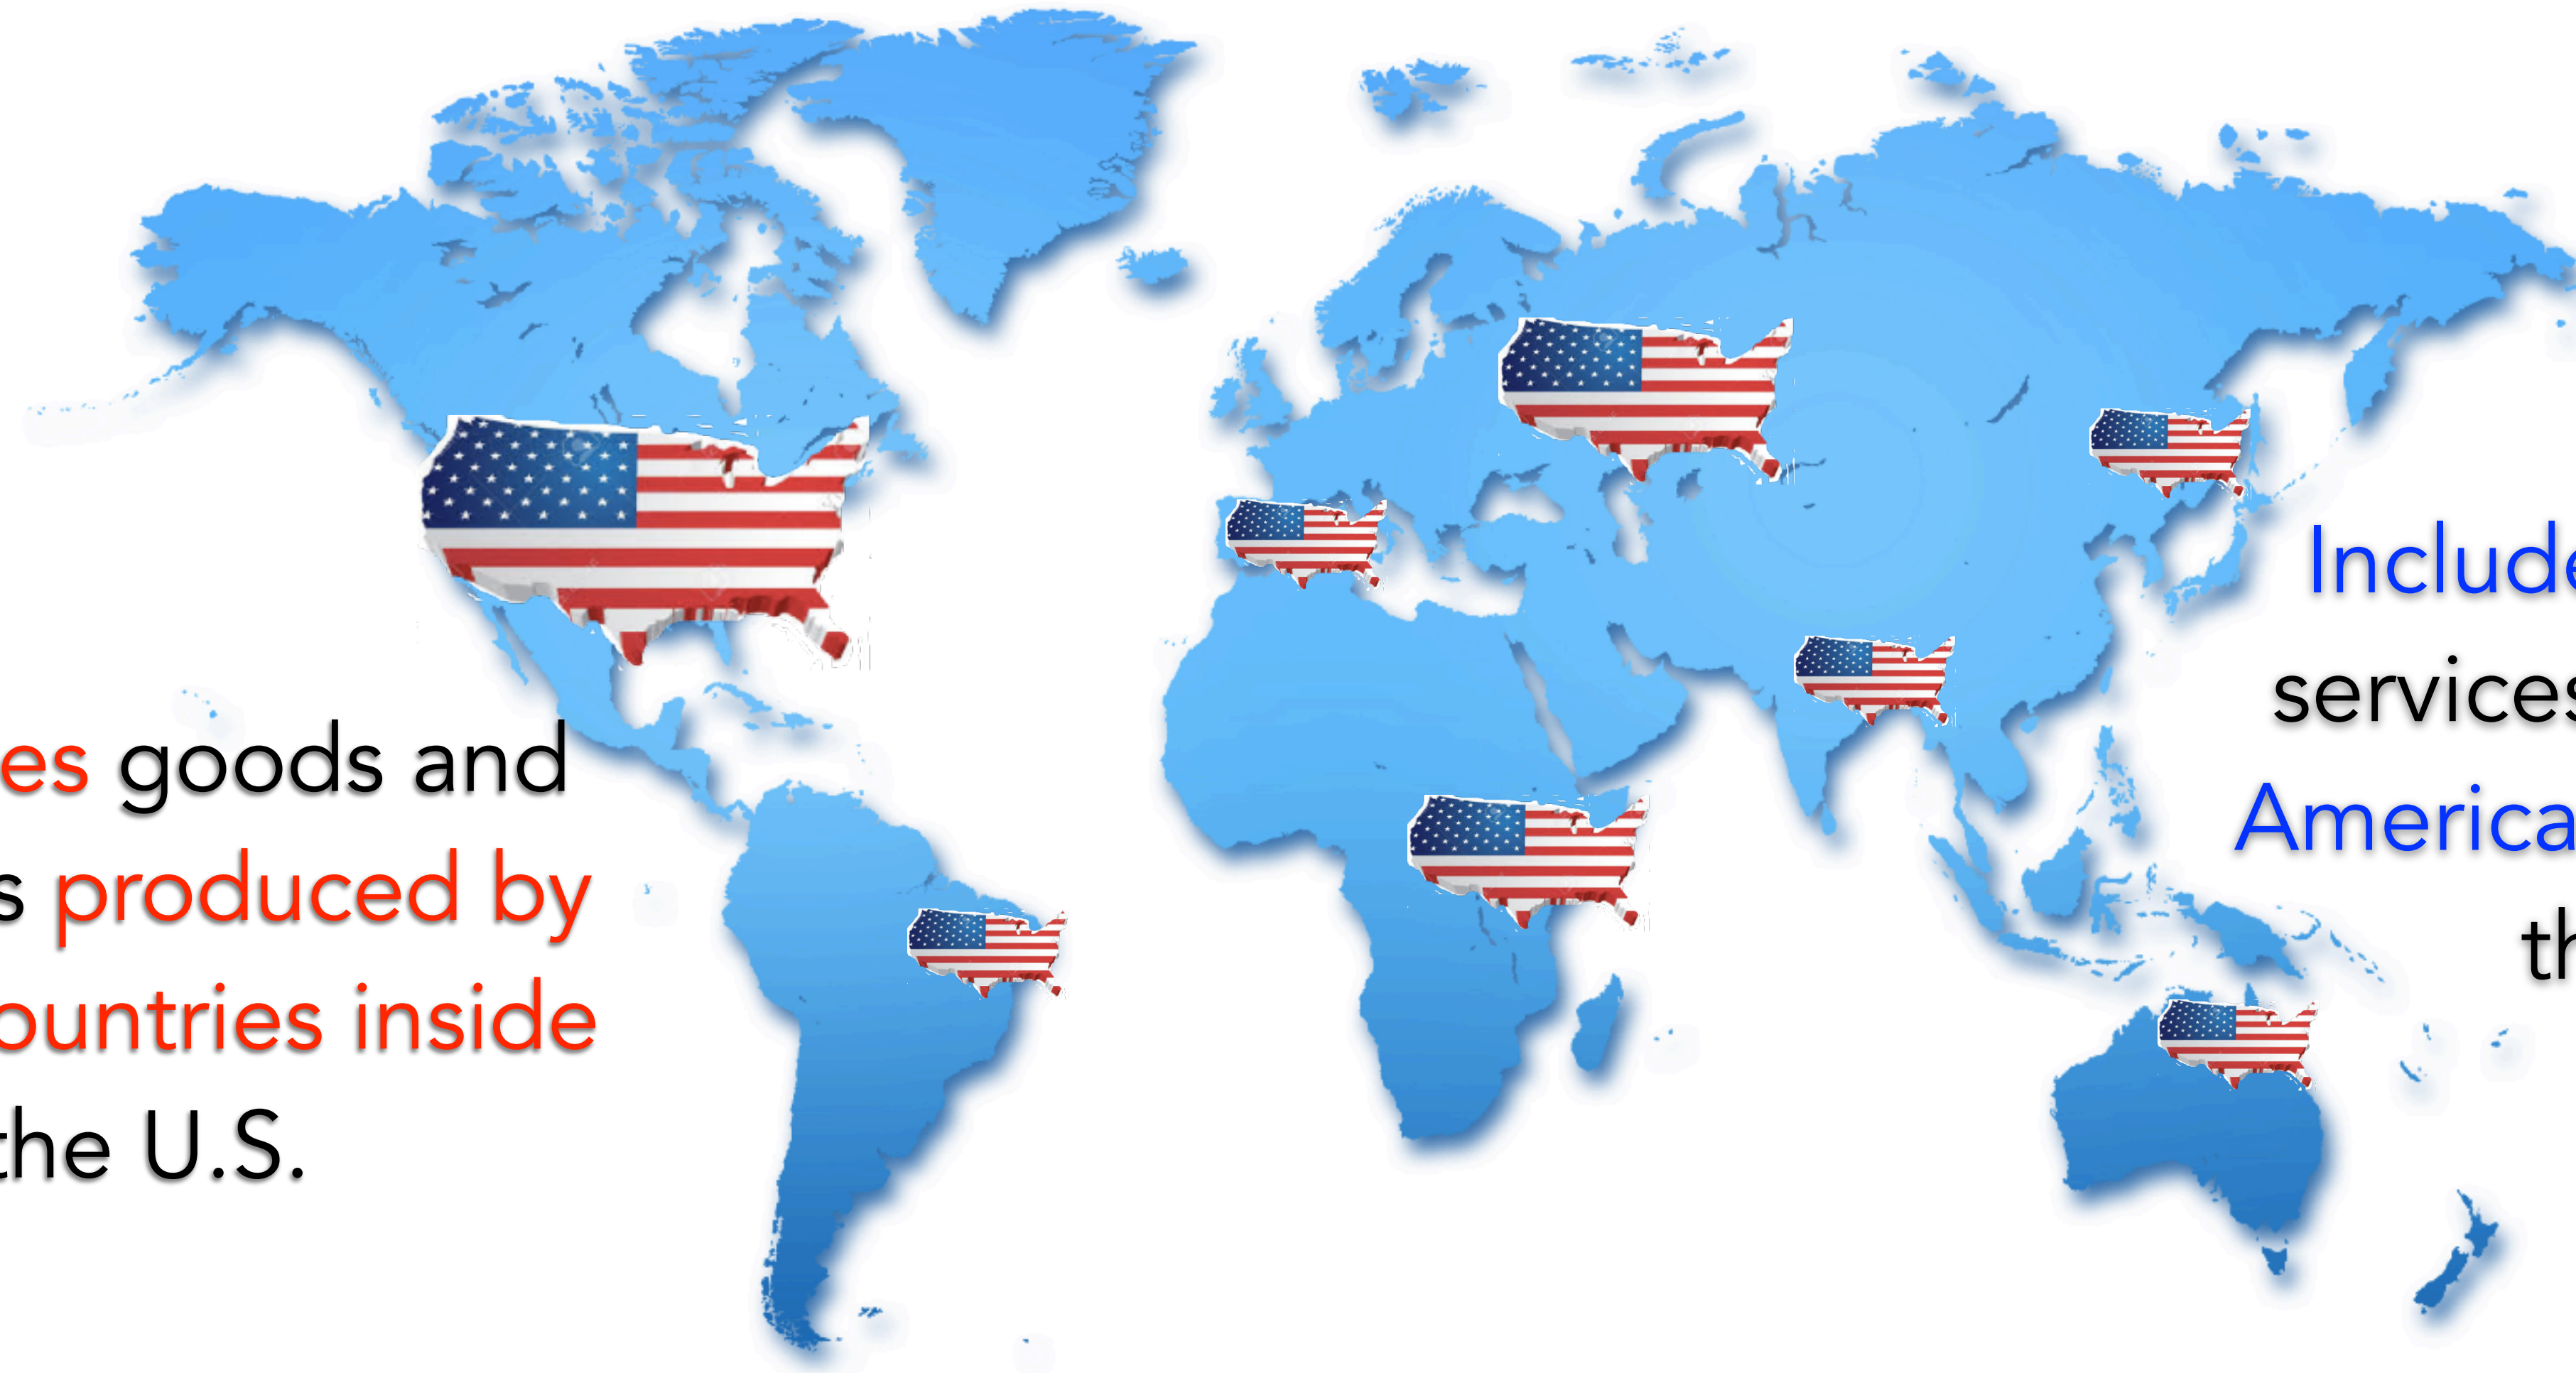 es goods and
s produced by
ountries inside
the U.S.
Include
services
America
th